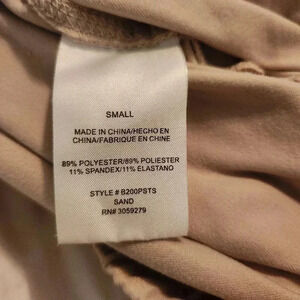 SMALL
MADE IN CHINA/HECHO EN
CHINA/FABRIQUE EN CHINE
89% POLYESTER/89% POLIESTER
11% SPANDEX/11% ELASTANO
STYLE # B200PSTS
SAND
RN# 3059279